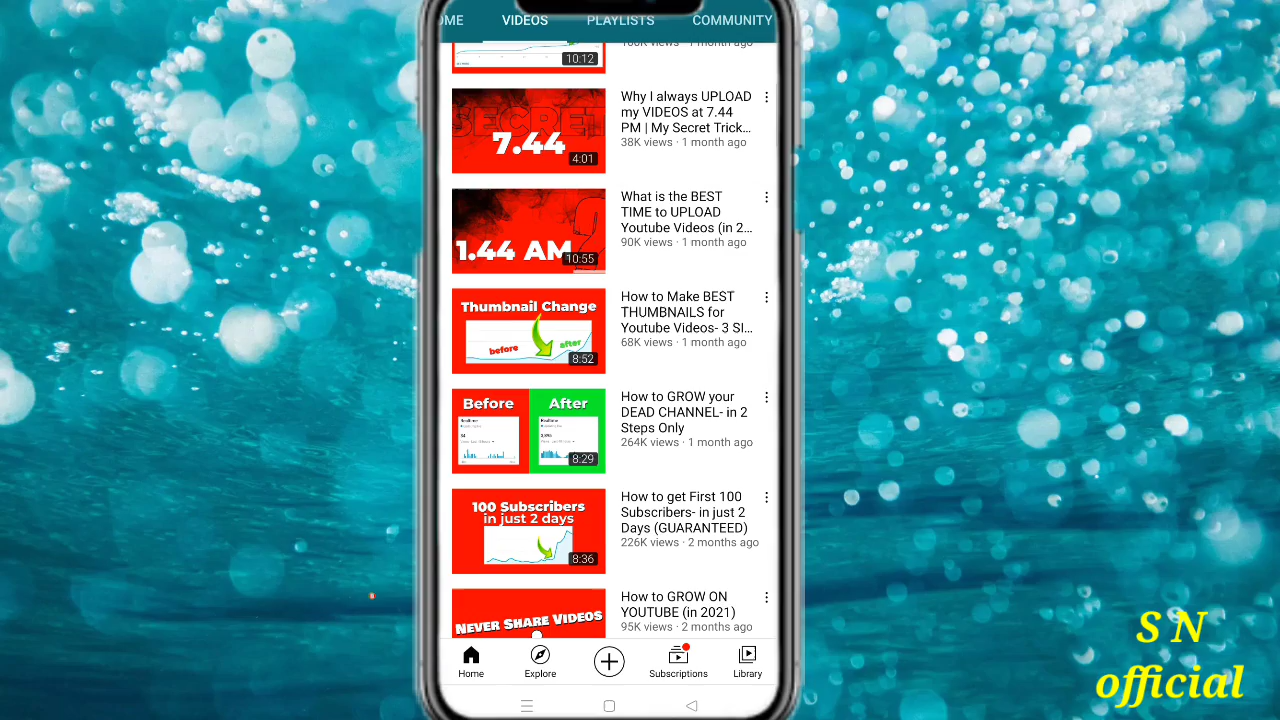 OME VIDEOS PLAYLISTS COMMUNITY
10:12
SECRET
7.44
4:01
Why I always UPLOAD
my VIDEOS at 7.44
PM | My Secret Trick...
38K views · 1 month ago
1.44 AM
10:55
What is the BEST
TIME to UPLOAD
Youtube Videos (in 2...
90K views · 1 month ago
Thumbnail Change
before
after
8:52
How to Make BEST
THUMBNAILS for
Youtube Videos- 3 SI...
68K views · 1 month ago
Before
After
Realtime
Realtime
8:29
How to GROW your
DEAD CHANNEL- in 2
Steps Only
264K views · 1 month ago
100 Subscribers
in just 2 days
8:36
How to get First 100
Subscribers- in just 2
Days (GUARANTEED)
226K views · 2 months ago
NEVER SHARE VIDEOS
How to GROW ON
YOUTUBE (in 2021)
95K views · 2 months ago
Home
Explore
Subscriptions
Library
S N
official